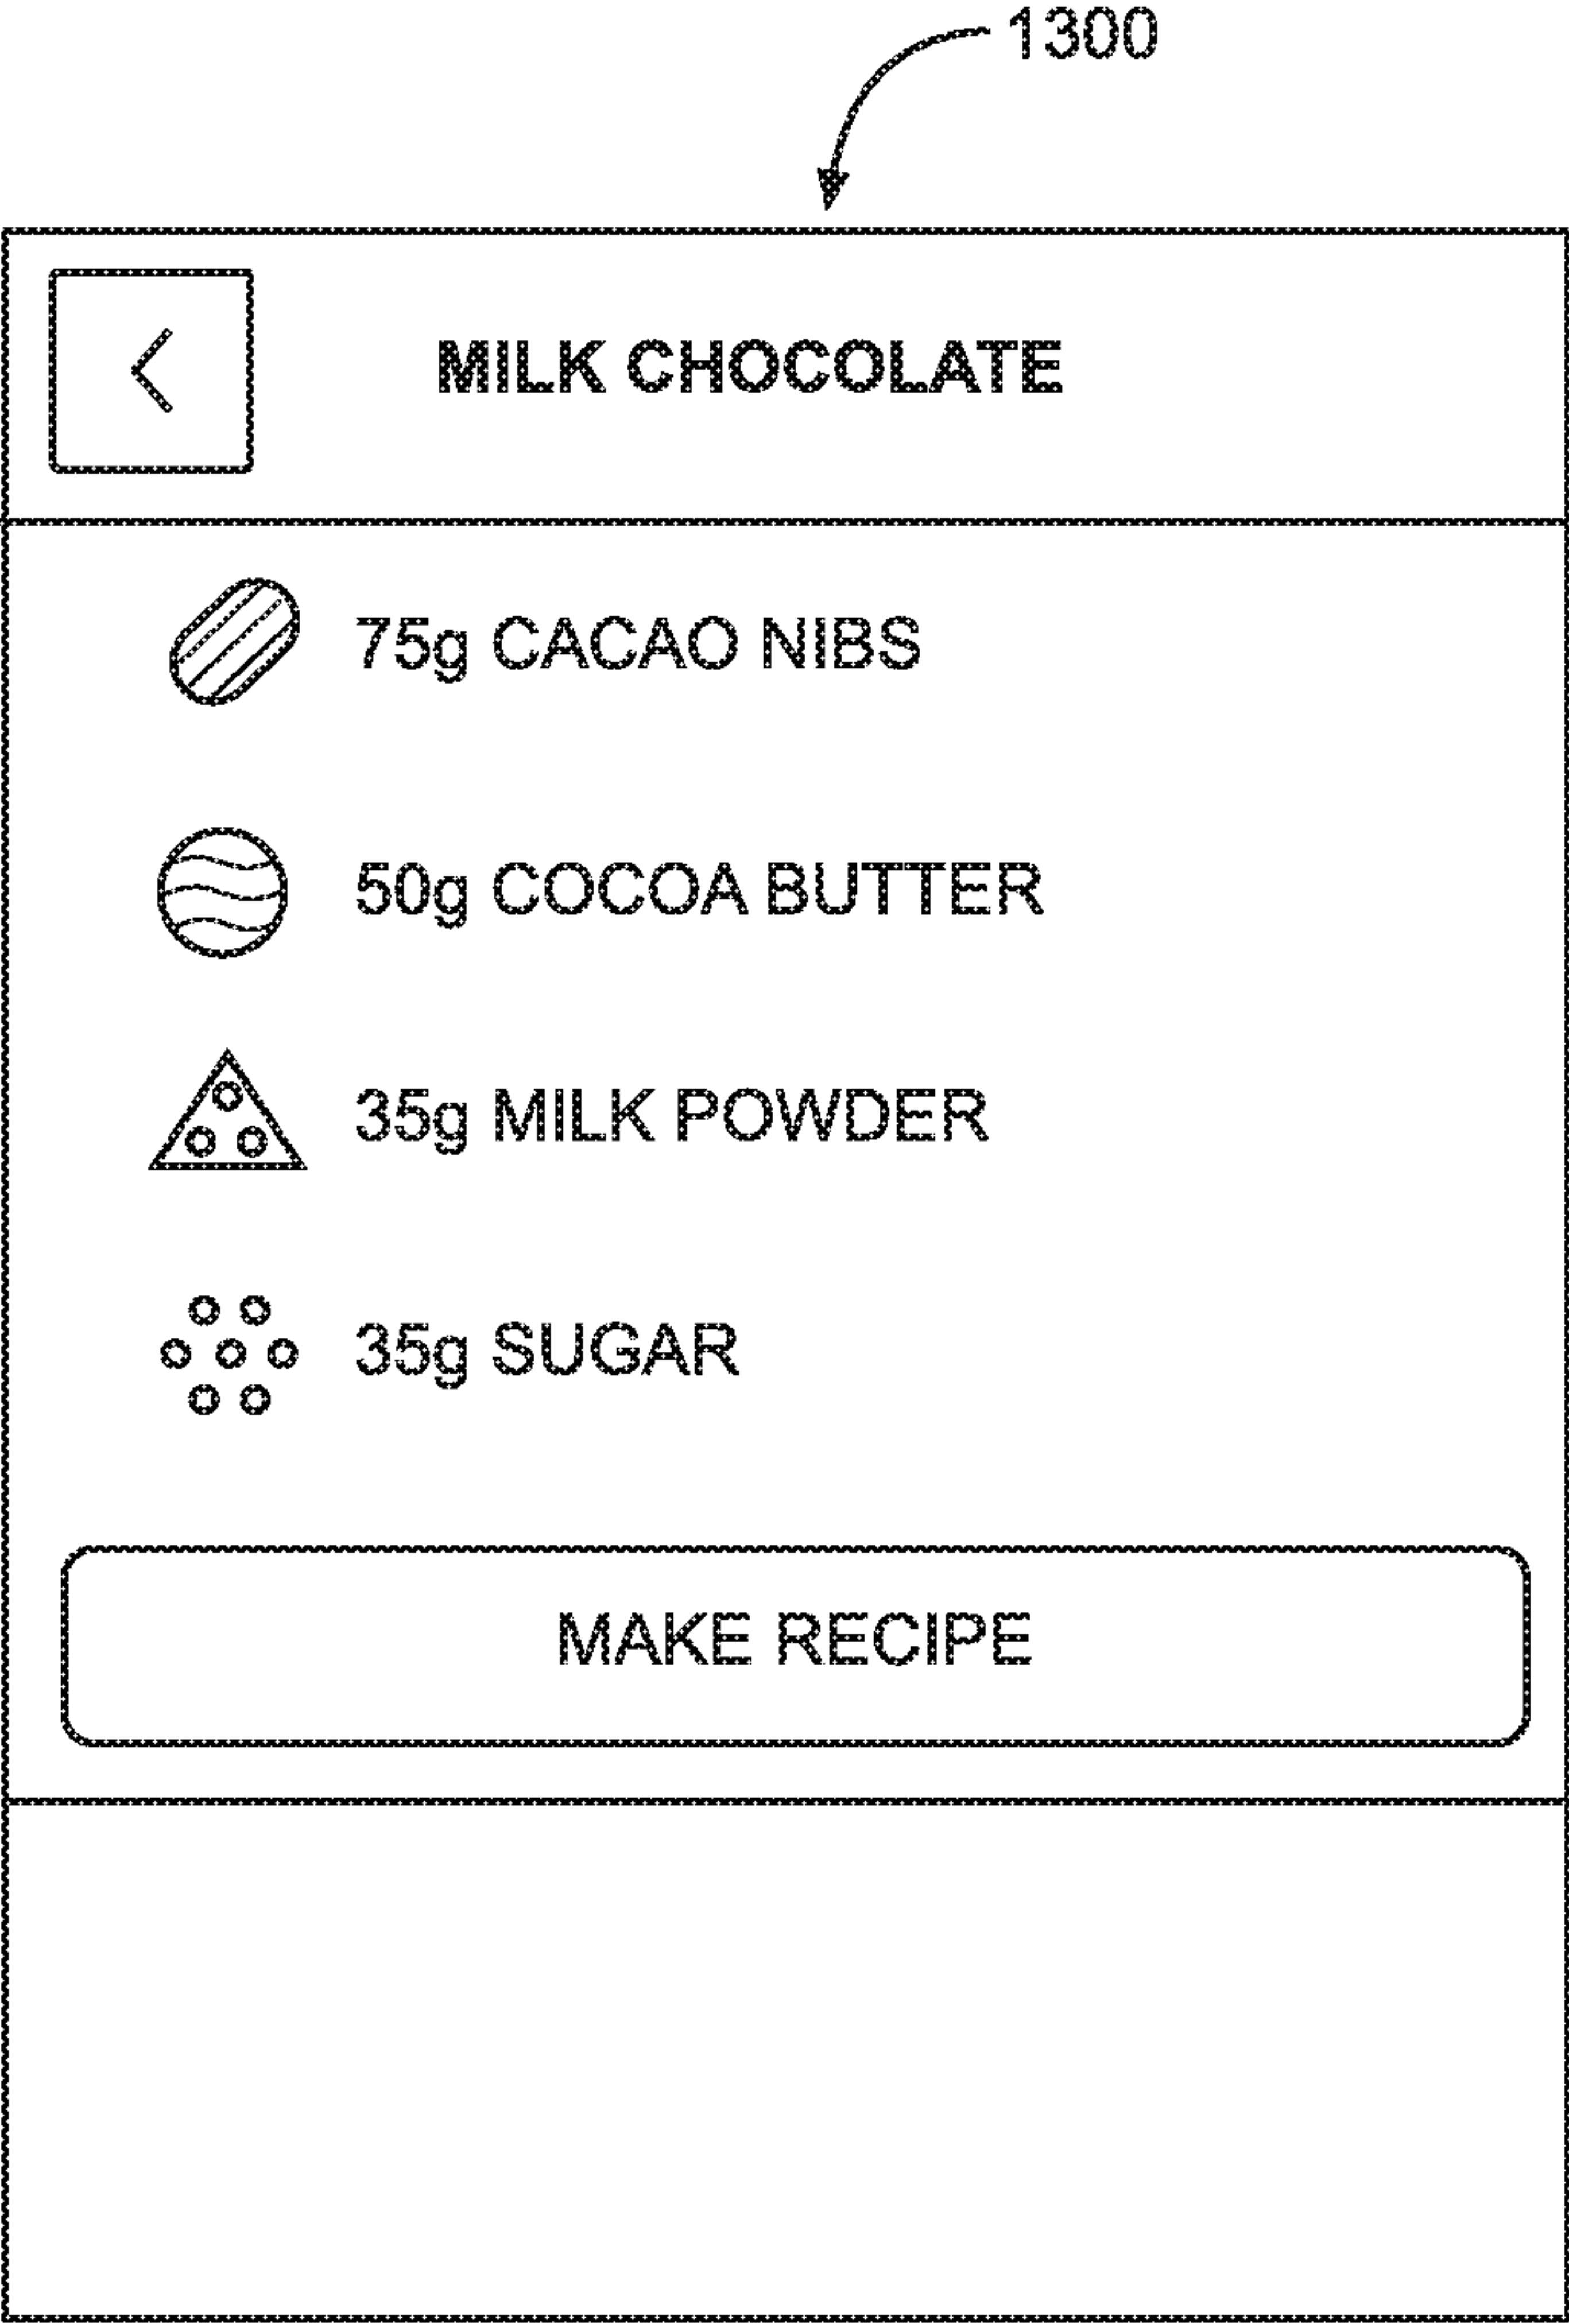 1300
MILK CHOCOLATE
75g CACAO NIBS
50g COCOA BUTTER
35g MILK POWDER
35g SUGAR
MAKE RECIPE